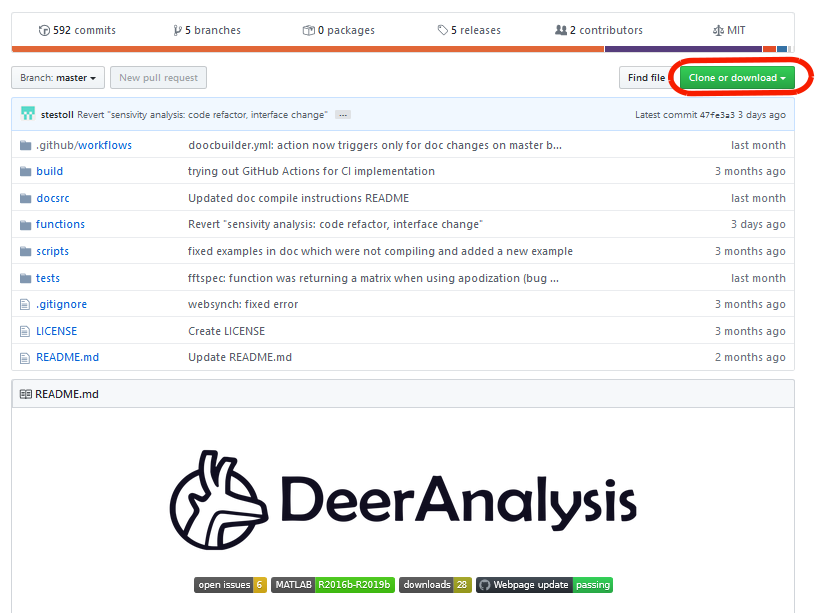 592 commits 5 branches 0 packages 5 releases 2 contributors MIT
Branch: master New pull request Find file Clone or download
stestoll Revert "sensivity analysis: code refactor, interface change" ... Latest commit 47fe3a3 3 days ago
.github/workflows doocbuilder.yml: action now triggers only for doc changes on master b... last month
build trying out GitHub Actions for CI implementation 3 months ago
docsrc Updated doc compile instructions README last month
functions Revert "sensivity analysis: code refactor, interface change" 3 days ago
scripts fixed examples in doc which were not compiling and added a new example 3 months ago
tests fftspec: function was returning a matrix when using apodization (bug ... last month
.gitignore websynch: fixed error 3 months ago
LICENSE Create LICENSE 3 months ago
README.md Update README.md 2 months ago
README.md
DeerAnalysis
open issues 6 MATLAB R2016b-R2019b downloads 28 Webpage update passing